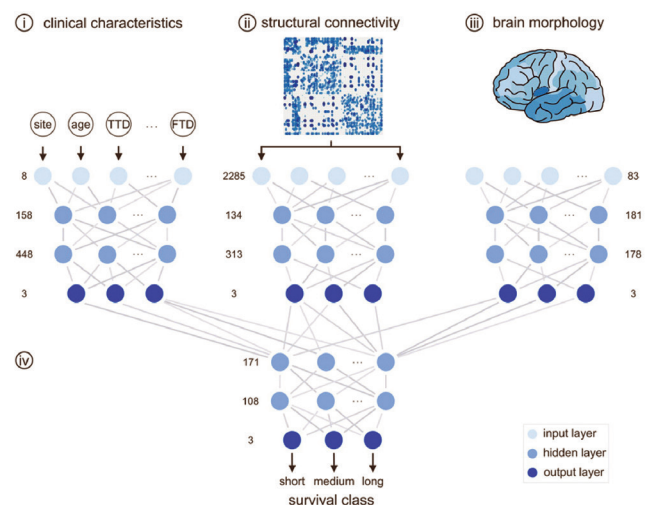 i clinical characteristics
ii structural connectivity
iii brain morphology
site age TTD ... FTD
8 ... 2285 ... ... 83
158 ... 134 ... ... 181
448 ... 313 ... ... 178
3 3 3
iv
171 ...
108 ...
3
input layer
hidden layer
output layer
short medium long
survival class